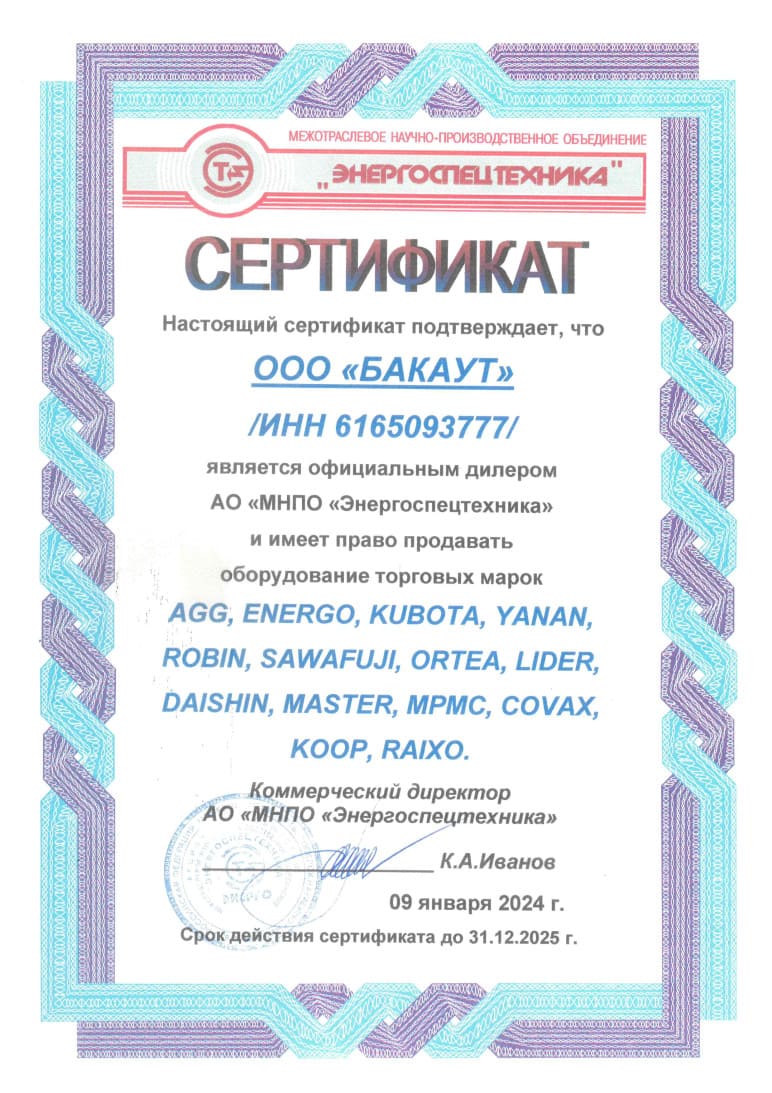 МЕЖОТРАСЛЕВОЕ НАУЧНО-ПРОИЗВОДСТВЕННОЕ ОБЪЕДИНЕНИЕ
„ЭНЕРГОСПЕЦТЕХНИКА"
СЕРТИФИКАТ
Настоящий сертификат подтверждает, что
ООО «БАКАУТ»
/ИНН 6165093777/
является официальным дилером
АО «МНПО «Энергоспецтехника»
и имеет право продавать
оборудование торговых марок
AGG, ENERGO, KUBOTA, YANAN,
ROBIN, SAWAFUJI, ORTEA, LIDER,
DAISHIN, MASTER, MPMC, COVAX,
KOOP, RAIXO.
Коммерческий директор
АО «МНПО «Энергоспецтехника»
К.А.Иванов
09 января 2024 г.
Срок действия сертификата до 31.12.2025 г.